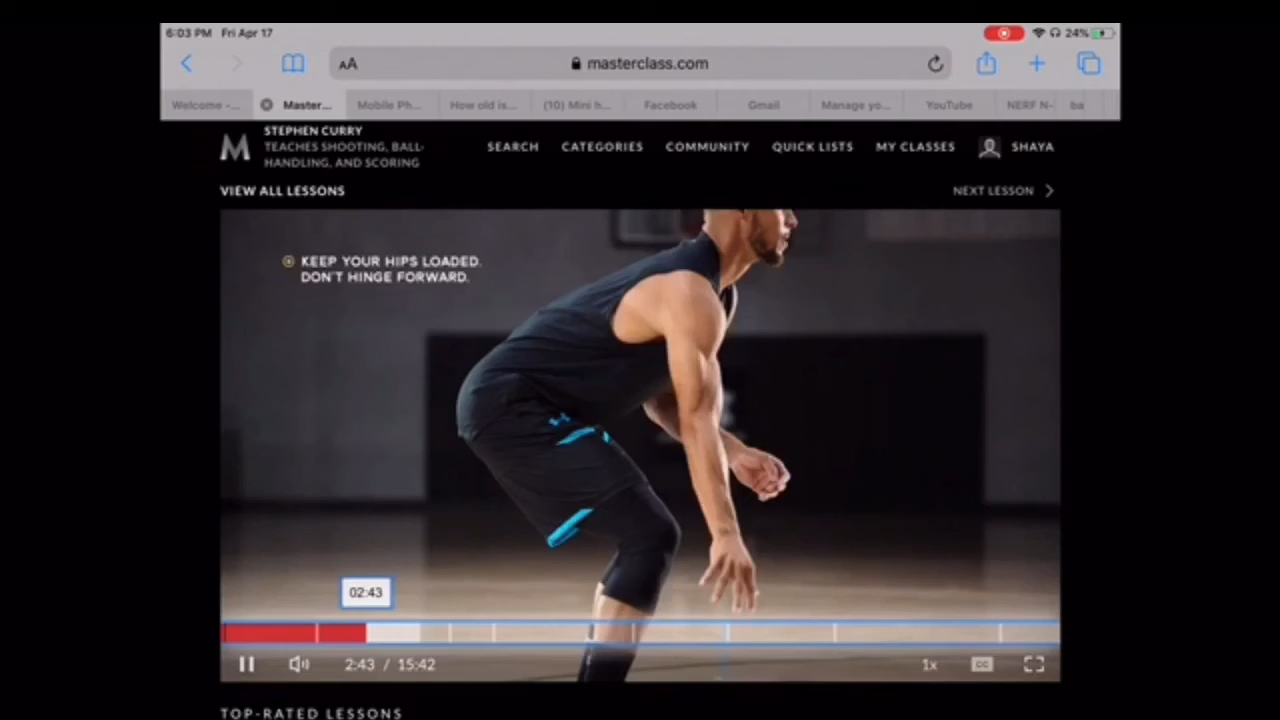 6:03 PM Fri Apr 17
24%
AA
masterclass.com
Welcome -... Master... Mobile Ph... How old is... (10) Mini h... Facebook Gmail Manage yo... YouTube NERF N- ba
M
STEPHEN CURRY
TEACHES SHOOTING, BALL-
HANDLING, AND SCORING
SEARCH CATEGORIES COMMUNITY QUICK LISTS MY CLASSES SHAYA
VIEW ALL LESSONS
NEXT LESSON
KEEP YOUR HIPS LOADED.
DON'T HINGE FORWARD.
02:43
2:43 / 15:42
1x
CC
TOP-RATED LESSONS